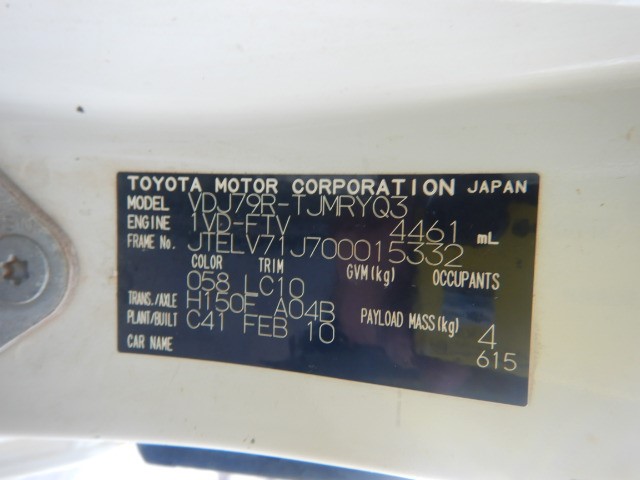 TOYOTA MOTOR CORPORATION JAPAN
MODEL VDJ79R-TJMRYQ3
ENGINE 1VD-FTV 4461 mL
FRAME No. JTELV71J700015332
COLOR TRIM GVM(kg) OCCUPANTS
058 LC10
TRANS./AXLE H150F A04B
PLANT/BUILT C41 FEB 10 PAYLOAD MASS(kg) 4
CAR NAME 615